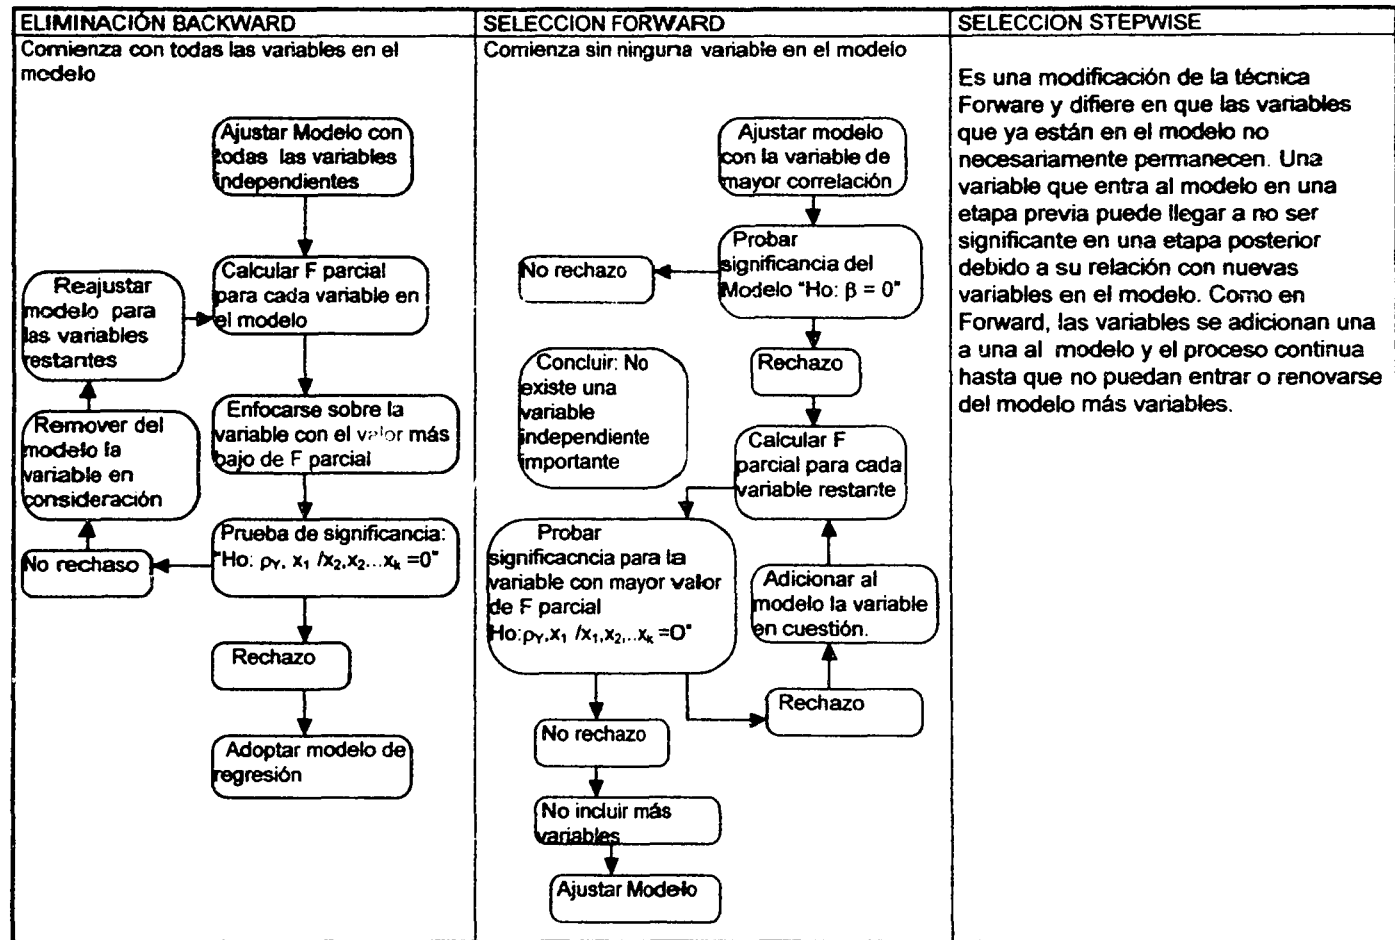 ELIMINACIÓN BACKWARD
Comienza con todas las variables en el
modelo
Ajustar Modelo con
todas las variables
independientes
Calcular F parcial
para cada variable en
el modelo
Reajustar
modelo para
las variables
restantes
Enfocarse sobre la
variable con el valor más
bajo de F parcial
Remover del
modelo la
variable en
consideración
Prueba de significancia:
"Ho: ρY, x1 /x2,x2...xk =0"
No rechaso
Rechazo
Adoptar modelo de
regresión
SELECCION FORWARD
Comienza sin ninguna variable en el modelo
Ajustar modelo
con la variable de
mayor correlación
Probar
significancia del
Modelo "Ho: β = 0"
No rechazo
Rechazo
Concluir: No
existe una
variable
independiente
importante
Calcular F
parcial para cada
variable restante
Probar
significacncia para la
variable con mayor valor
de F parcial
Ho:ρY,x1 /x1,x2,..xk =O"
Adicionar al
modelo la variable
en cuestión.
Rechazo
No rechazo
No incluir más
variables
Ajustar Modelo
SELECCION STEPWISE
Es una modificación de la técnica
Forware y difiere en que las variables
que ya están en el modelo no
necesariamente permanecen. Una
variable que entra al modelo en una
etapa previa puede llegar a no ser
significante en una etapa posterior
debido a su relación con nuevas
variables en el modelo. Como en
Forward, las variables se adicionan una
a una al modelo y el proceso continua
hasta que no puedan entrar o renovarse
del modelo más variables.